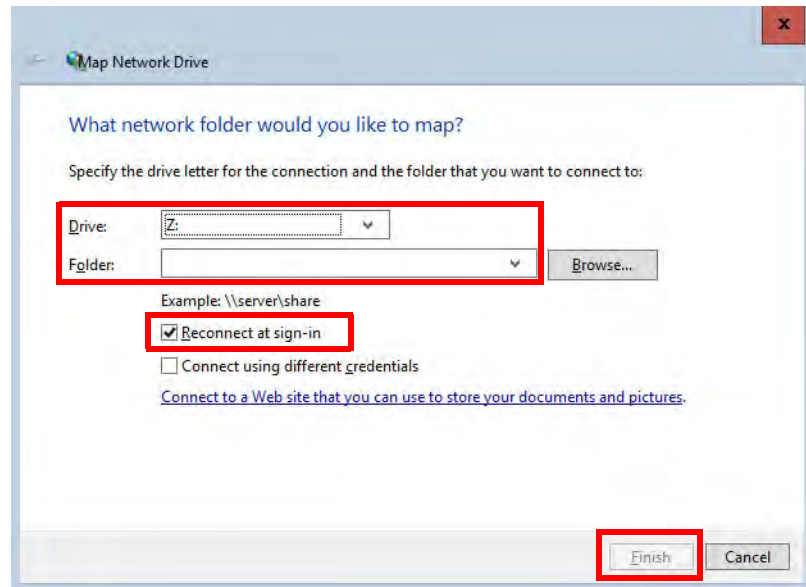 x
Map Network Drive
What network folder would you like to map?
Specify the drive letter for the connection and the folder that you want to connect to:
Drive: Z:
Folder: Browse...
Example: \\server\share
Reconnect at sign-in
Connect using different credentials
Connect to a Web site that you can use to store your documents and pictures.
Finish Cancel